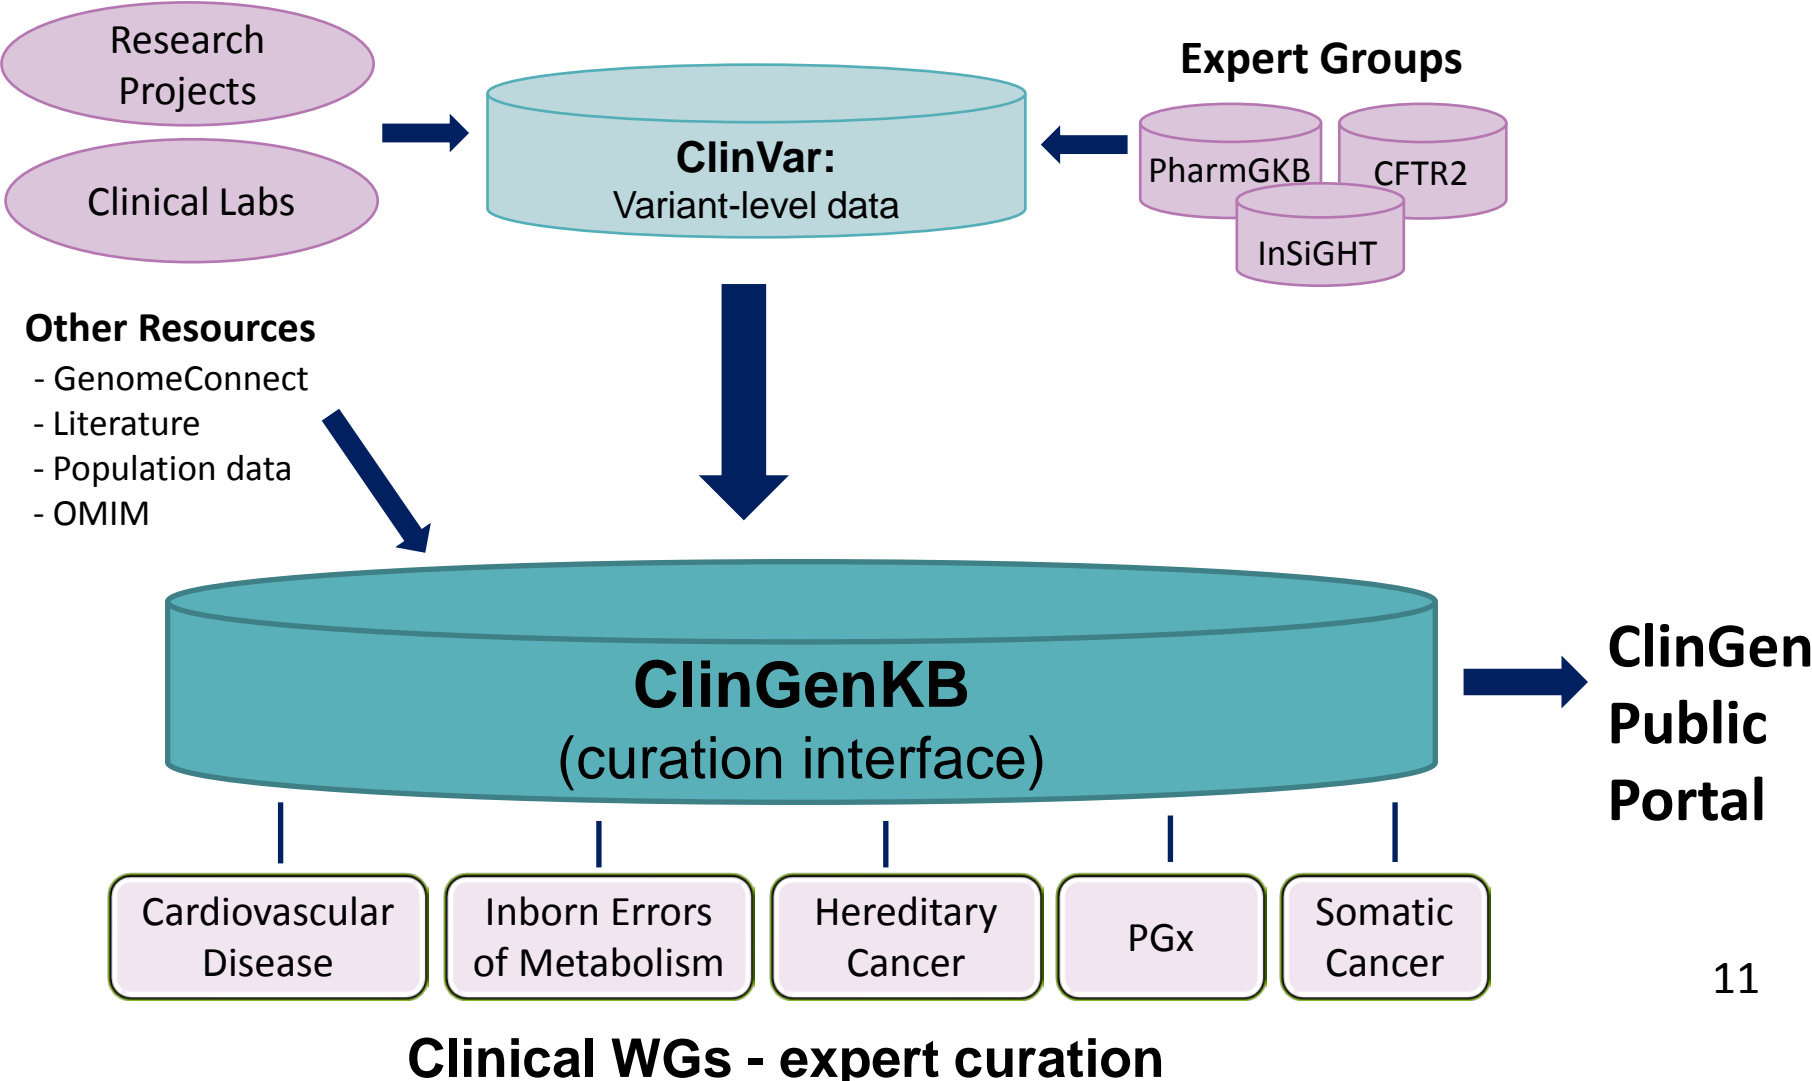 Research
Projects
Clinical Labs
ClinVar:
Variant-level data
Expert Groups
PharmGKB
CFTR2
InSiGHT
Other Resources
- GenomeConnect
- Literature
- Population data
- OMIM
ClinGenKB
(curation interface)
ClinGen
Public
Portal
Cardiovascular
Disease
Inborn Errors
of Metabolism
Hereditary
Cancer
PGx
Somatic
Cancer
11
Clinical WGs - expert curation